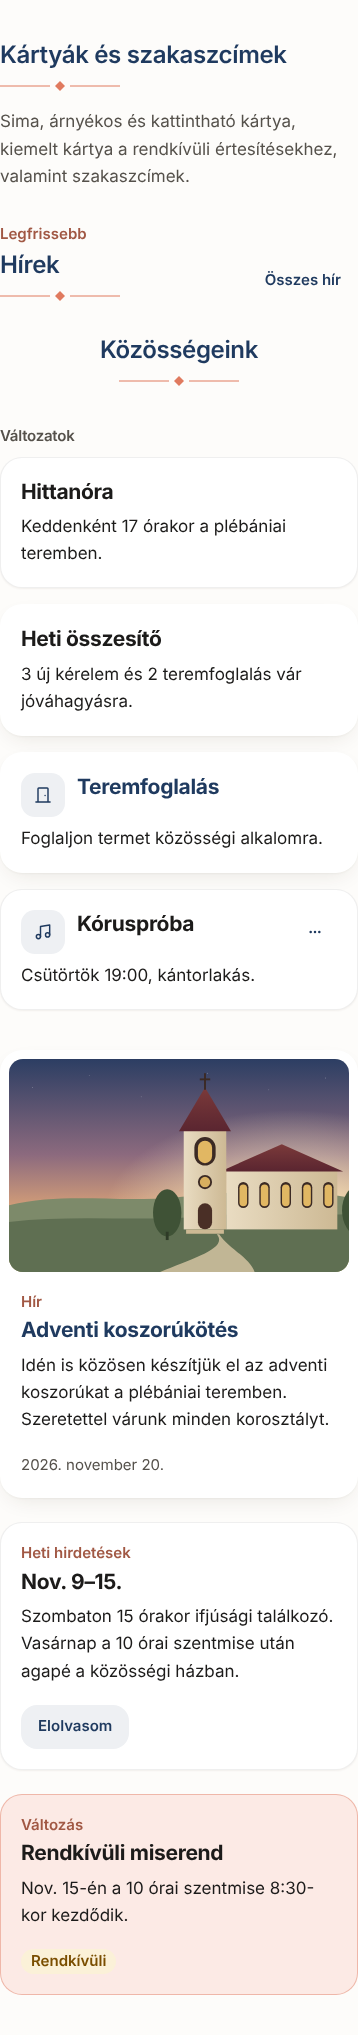 Kártyák és szakaszcímek
Sima, árnyékos és kattintható kártya,
kiemelt kártya a rendkívüli értesítésekhez,
valamint szakaszcímek.
Legfrissebb
Hírek
Összes hír
Közösségeink
Változatok
Hittanóra
Keddenként 17 órakor a plébániai
teremben.
Heti összesítő
3 új kérelem és 2 teremfoglalás vár
jóváhagyásra.
Teremfoglalás
Foglaljon termet közösségi alkalomra.
Kóruspróba
...
Csütörtök 19:00, kántorlakás.
Hír
Adventi koszorúkötés
Idén is közösen készítjük el az adventi
koszorúkat a plébániai teremben.
Szeretettel várunk minden korosztályt.
2026. november 20.
Heti hirdetések
Nov. 9–15.
Szombaton 15 órakor ifjúsági találkozó.
Vasárnap a 10 órai szentmise után
agapé a közösségi házban.
Elolvasom
Változás
Rendkívüli miserend
Nov. 15-én a 10 órai szentmise 8:30-
kor kezdődik.
Rendkívüli